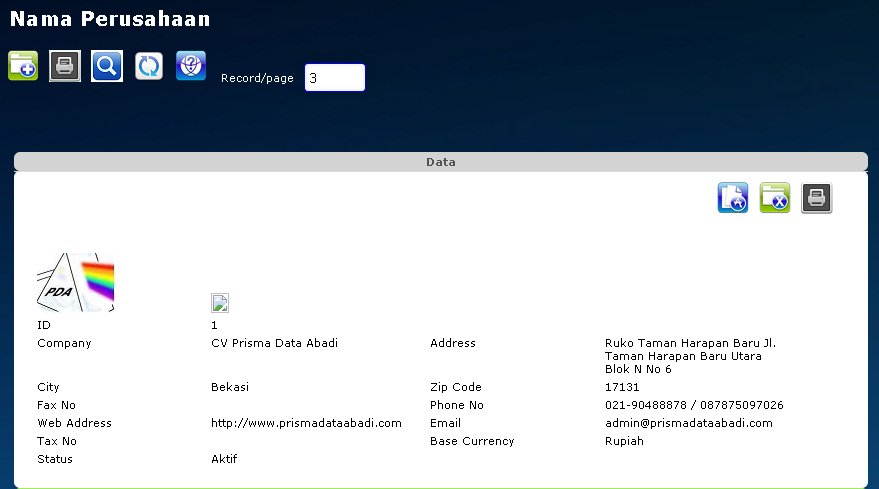 Nama Perusahaan
Record/page 3
Data
PDA
ID 1
Company CV Prisma Data Abadi Address Ruko Taman Harapan Baru Jl.
Taman Harapan Baru Utara
Blok N No 6
City Bekasi Zip Code 17131
Fax No Phone No 021-90488878 / 087875097026
Web Address http://www.prismadataabadi.com Email admin@prismadataabadi.com
Tax No Base Currency Rupiah
Status Aktif